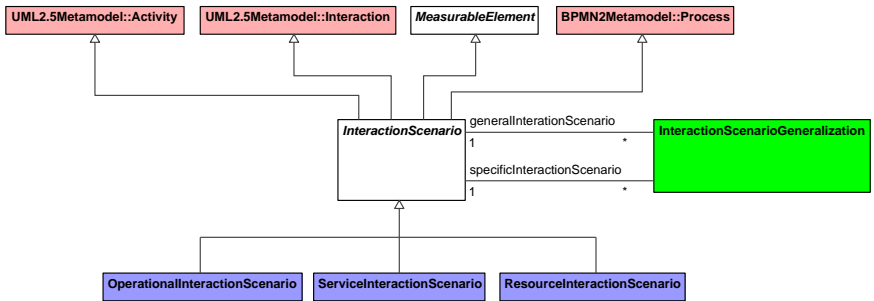 UML2.5Metamodel::Activity
UML2.5Metamodel::Interaction
MeasurableElement
BPMN2Metamodel::Process
InteractionScenario
generalInterationScenario
1
*
InteractionScenarioGeneralization
specificInteractionScenario
1
*
OperationalInteractionScenario
ServiceInteractionScenario
ResourceInteractionScenario